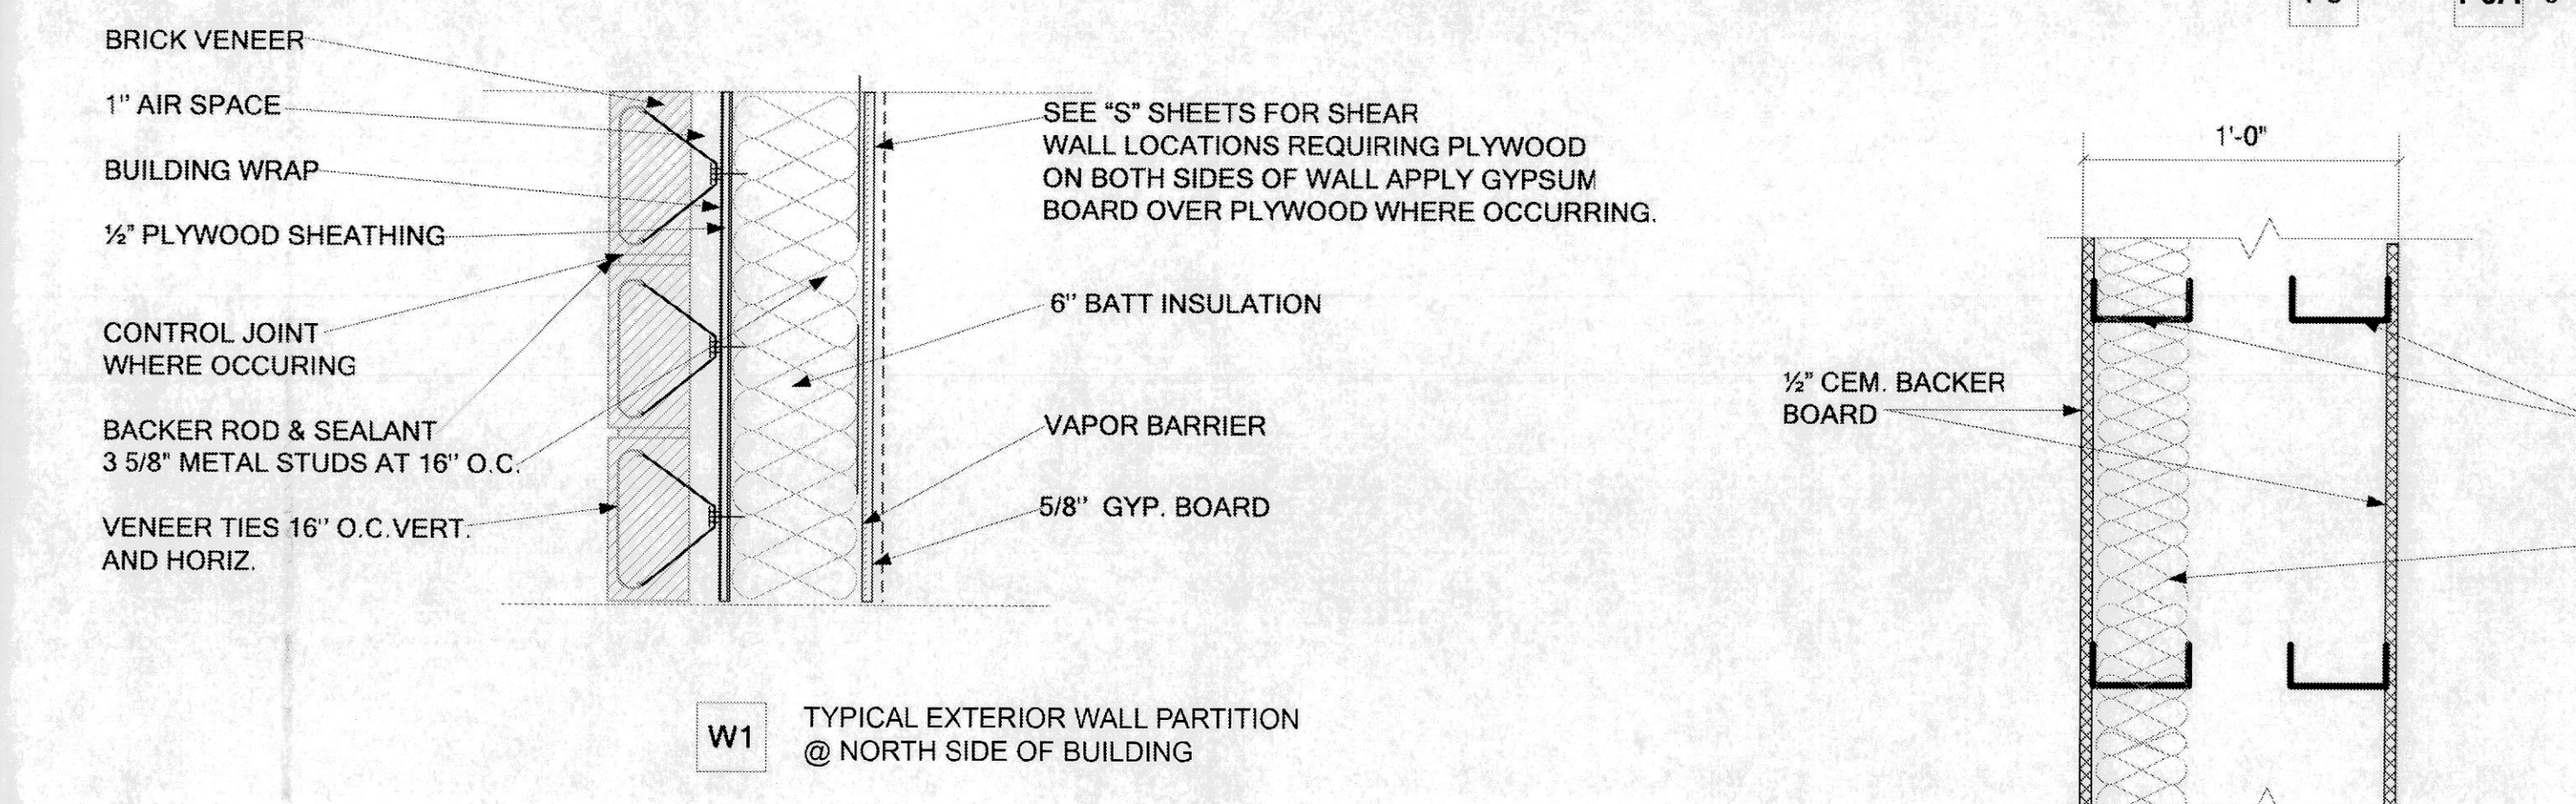 BRICK VENEER
1" AIR SPACE
BUILDING WRAP
½" PLYWOOD SHEATHING
CONTROL JOINT
WHERE OCCURING
BACKER ROD & SEALANT
3 5/8" METAL STUDS AT 16" O.C.
VENEER TIES 16" O.C.VERT.
AND HORIZ.
SEE “S” SHEETS FOR SHEAR
WALL LOCATIONS REQUIRING PLYWOOD
ON BOTH SIDES OF WALL APPLY GYPSUM
BOARD OVER PLYWOOD WHERE OCCURRING.
6" BATT INSULATION
VAPOR BARRIER
5/8" GYP. BOARD
W1
TYPICAL EXTERIOR WALL PARTITION
@ NORTH SIDE OF BUILDING
1'-0"
½" CEM. BACKER
BOARD